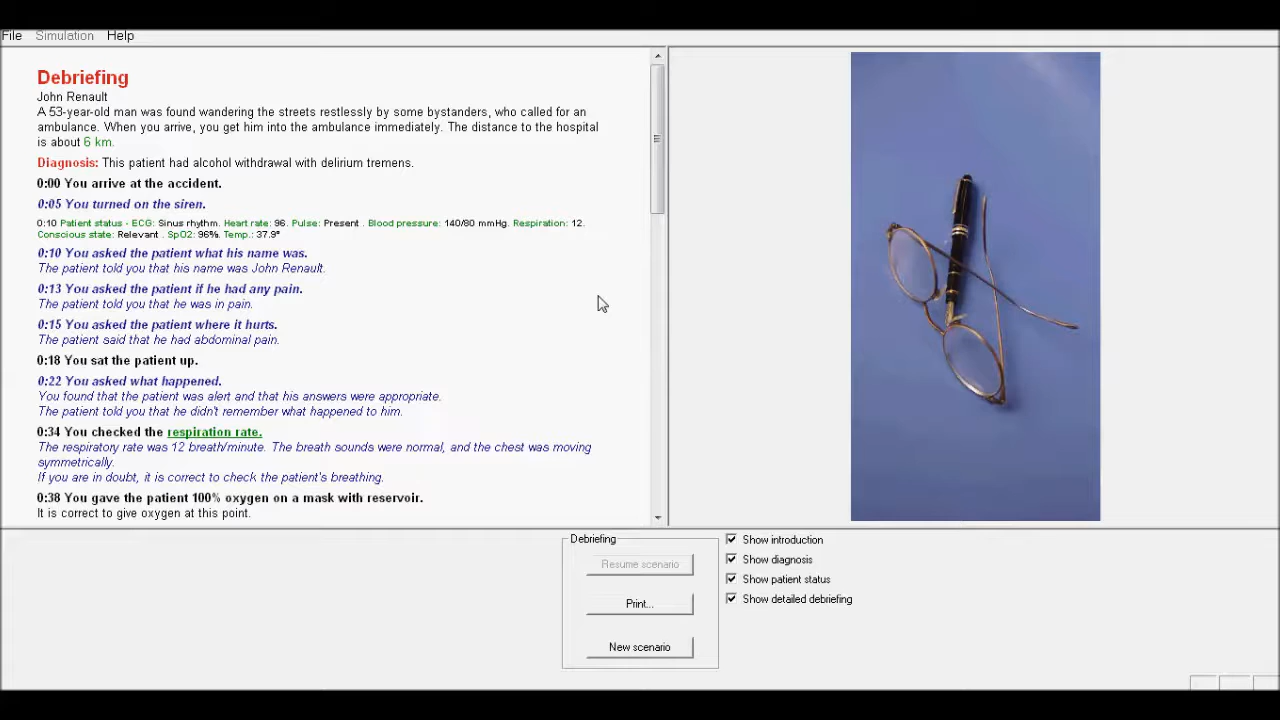 File Simulation Help
Debriefing
John Renault
A 53-year-old man was found wandering the streets restlessly by some bystanders, who called for an
ambulance. When you arrive, you get him into the ambulance immediately. The distance to the hospital
is about 6 km.
Diagnosis: This patient had alcohol withdrawal with delirium tremens.
0:00 You arrive at the accident.
0:05 You turned on the siren.
0:10 Patient status - ECG: Sinus rhythm. Heart rate: 96. Pulse: Present . Blood pressure: 140/80 mmHg. Respiration: 12.
Conscious state: Relevant . SpO2: 96%. Temp.: 37.9°
0:10 You asked the patient what his name was.
The patient told you that his name was John Renault.
0:13 You asked the patient if he had any pain.
The patient told you that he was in pain.
0:15 You asked the patient where it hurts.
The patient said that he had abdominal pain.
0:18 You sat the patient up.
0:22 You asked what happened.
You found that the patient was alert and that his answers were appropriate.
The patient told you that he didn't remember what happened to him.
0:34 You checked the respiration rate.
The respiratory rate was 12 breath/minute. The breath sounds were normal, and the chest was moving
symmetrically.
If you are in doubt, it is correct to check the patient's breathing.
0:38 You gave the patient 100% oxygen on a mask with reservoir.
It is correct to give oxygen at this point.
Debriefing
Resume scenario
Print...
New scenario
Show introduction
Show diagnosis
Show patient status
Show detailed debriefing